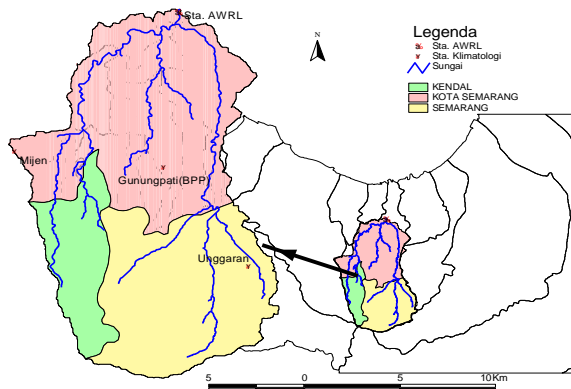 Sta. AWRL
Legenda
Sta. AWRL
Sta. Klimatologi
Sungai
KENDAL
KOTA SEMARANG
SEMARANG
Mijen
Gunungpati(BPP)
Unggaran
5 0 5 10Km